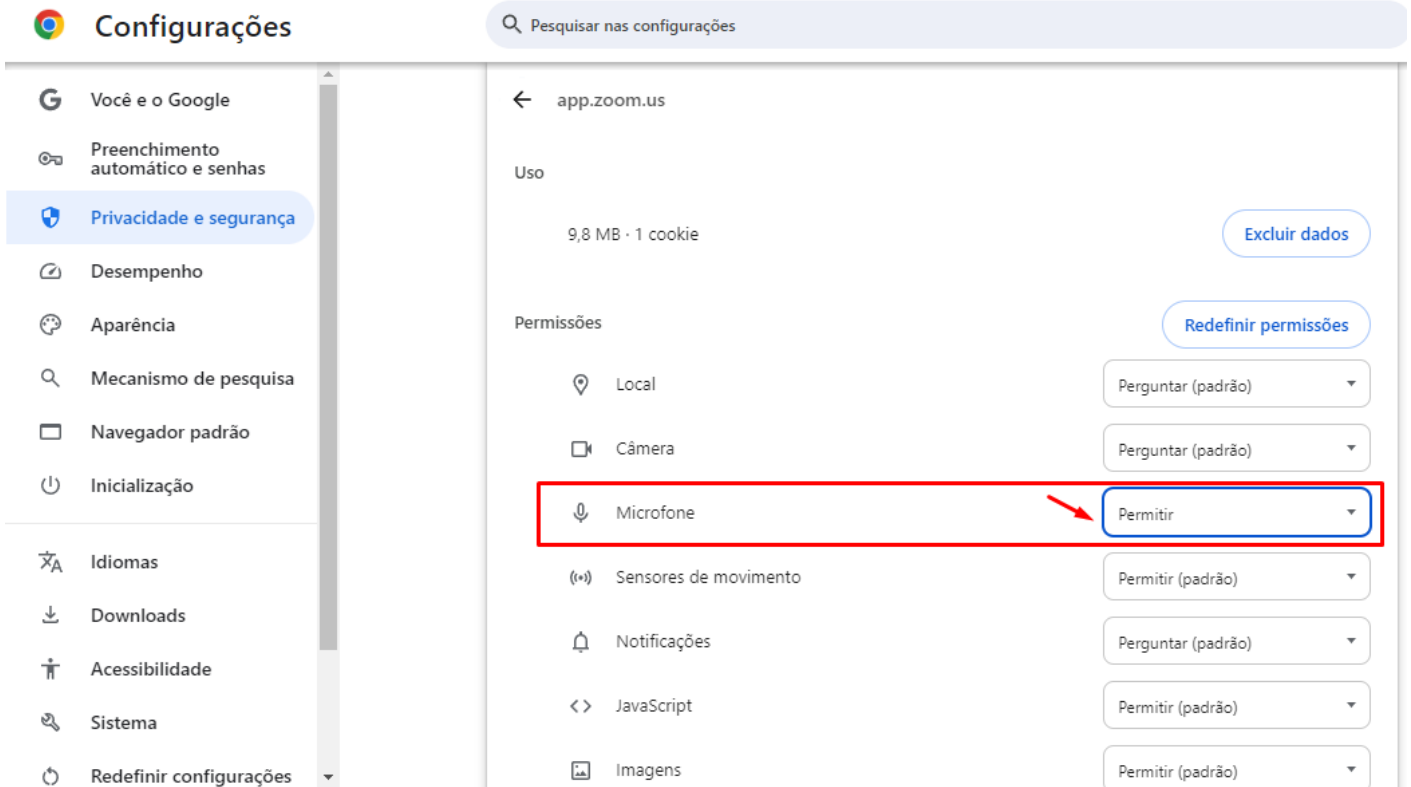 Configurações
Pesquisar nas configurações
Você e o Google
Preenchimento
automático e senhas
Privacidade e segurança
Desempenho
Aparência
Mecanismo de pesquisa
Navegador padrão
Inicialização
Idiomas
Downloads
Acessibilidade
Sistema
Redefinir configurações
app.zoom.us
Uso
9,8 MB · 1 cookie
Excluir dados
Permissões
Redefinir permissões
Local
Perguntar (padrão)
Câmera
Perguntar (padrão)
Microfone
Permitir
Sensores de movimento
Permitir (padrão)
Notificações
Perguntar (padrão)
JavaScript
Permitir (padrão)
Imagens
Permitir (padrão)